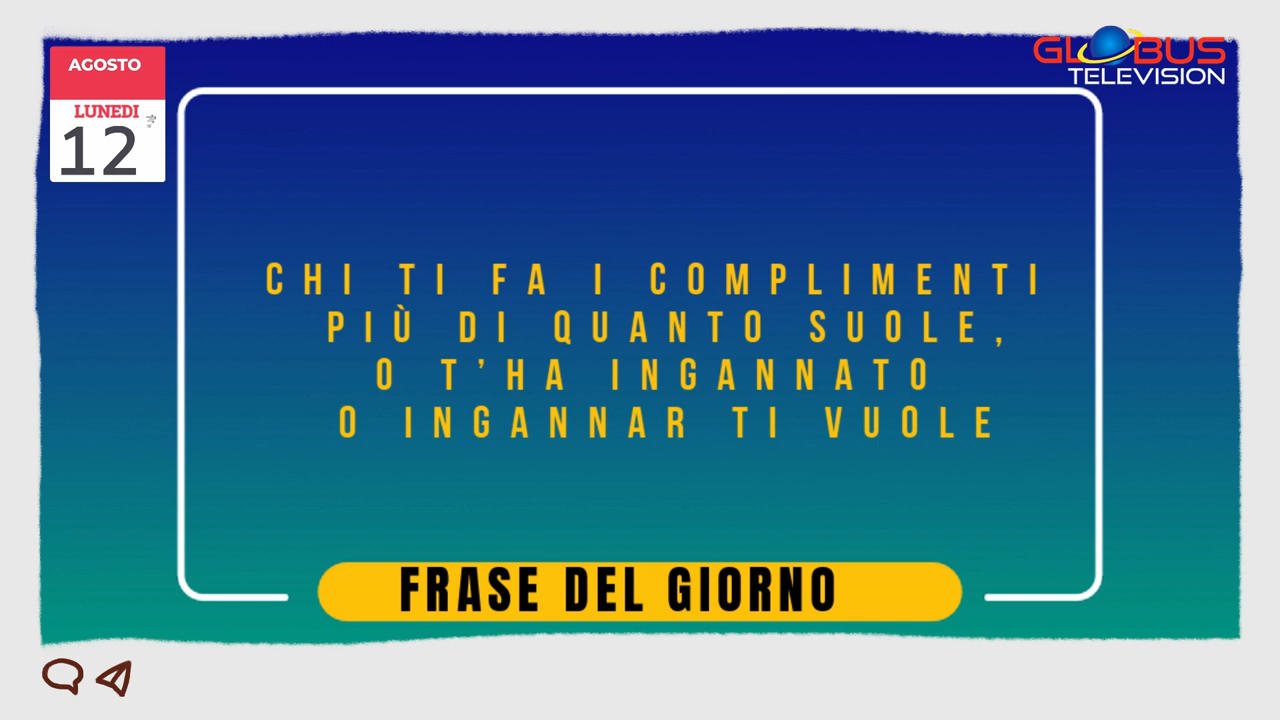 AGOSTO
LUNEDI
12
GLOBUS
TELEVISION
CHI TI FA I COMPLIMENTI
PIÙ DI QUANTO SUOLE,
O T'HA INGANNATO
O INGANNAR TI VUOLE
FRASE DEL GIORNO